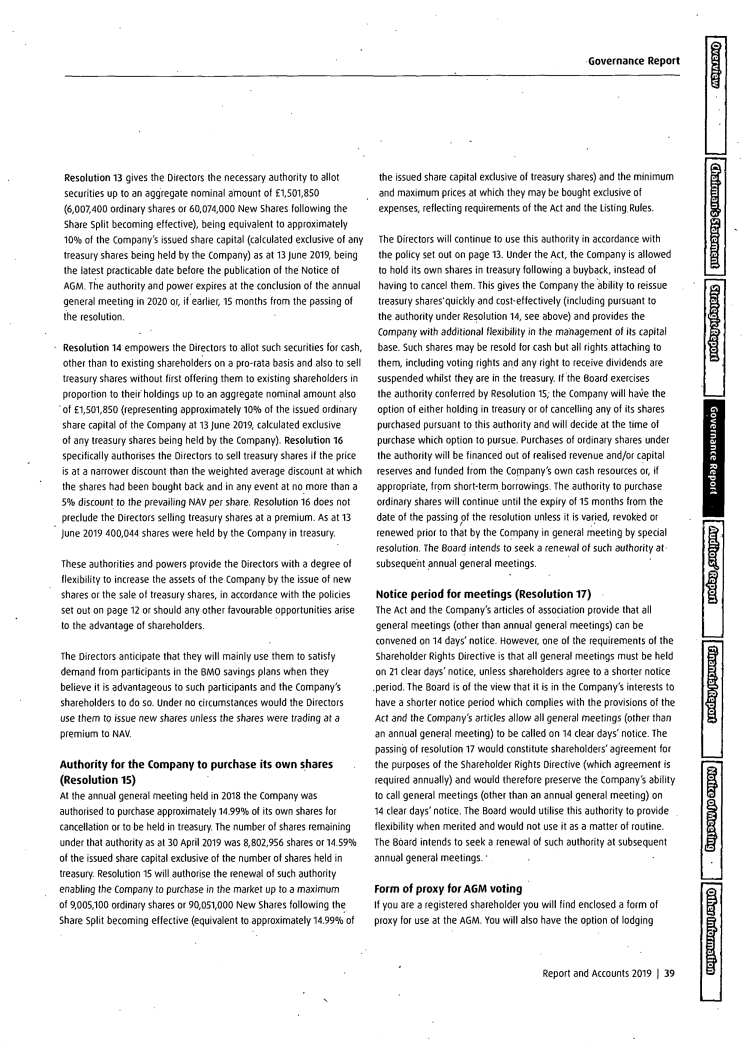 Governance Report
Resolution 13 gives the Directors the necessary authority to allot
securities up to an aggregate nominal amount of £1,501,850
(6,007,400 ordinary shares or 60,074,000 New Shares following the
Share Split becoming effective), being equivalent to approximately
10% of the Company's issued share capital (calculated exclusive of any
treasury shares being held by the Company) as at 13 June 2019, being
the latest practicable date before the publication of the Notice of
AGM. The authority and power expires at the conclusion of the annual
general meeting in 2020 or, if earlier, 15 months from the passing of
the resolution.
Resolution 14 empowers the Directors to allot such securities for cash,
other than to existing shareholders on a pro-rata basis and also to sell
treasury shares without first offering them to existing shareholders in
proportion to their holdings up to an aggregate nominal amount also
of £1,501,850 (representing approximately 10% of the issued ordinary
share capital of the Company at 13 June 2019, calculated exclusive
of any treasury shares being held by the Company). Resolution 16
specifically authorises the Directors to sell treasury shares if the price
is at a narrower discount than the weighted average discount at which
the shares had been bought back and in any event at no more than a
5% discount to the prevailing NAV per share. Resolution 16 does not
preclude the Directors selling treasury shares at a premium. As at 13
June 2019 400,044 shares were held by the Company in treasury.
These authorities and powers provide the Directors with a degree of
flexibility to increase the assets of the Company by the issue of new
shares or the sale of treasury shares, in accordance with the policies
set out on page 12 or should any other favourable opportunities arise
to the advantage of shareholders.
The Directors anticipate that they will mainly use them to satisfy
demand from participants in the BMO savings plans when they
believe it is advantageous to such participants and the Company's
shareholders to do so. Under no circumstances would the Directors
use them to issue new shares unless the shares were trading at a
premium to NAV.
Authority for the Company to purchase its own shares
(Resolution 15)
At the annual general meeting held in 2018 the Company was
authorised to purchase approximately 14.99% of its own shares for
cancellation or to be held in treasury. The number of shares remaining
under that authority as at 30 April 2019 was 8,802,956 shares or 14.59%
of the issued share capital exclusive of the number of shares held in
treasury. Resolution 15 will authorise the renewal of such authority
enabling the Company to purchase in the market up to a maximum
of 9,005,100 ordinary shares or 90,051,000 New Shares following the
Share Split becoming effective (equivalent to approximately 14.99% of
the issued share capital exclusive of treasury shares) and the minimum
and maximum prices at which they may be bought exclusive of
expenses, reflecting requirements of the Act and the Listing Rules.
The Directors will continue to use this authority in accordance with
the policy set out on page 13. Under the Act, the Company is allowed
to hold its own shares in treasury following a buyback, instead of
having to cancel them. This gives the Company the ability to reissue
treasury shares quickly and cost-effectively (including pursuant to
the authority under Resolution 14, see above) and provides the
Company with additional flexibility in the management of its capital
base. Such shares may be resold for cash but all rights attaching to
them, including voting rights and any right to receive dividends are
suspended whilst they are in the treasury. If the Board exercises
the authority conferred by Resolution 15, the Company will have the
option of either holding in treasury or of cancelling any of its shares
purchased pursuant to this authority and will decide at the time of
purchase which option to pursue. Purchases of ordinary shares under
the authority will be financed out of realised revenue and/or capital
reserves and funded from the Company's own cash resources or, if
appropriate, from short-term borrowings. The authority to purchase
ordinary shares will continue until the expiry of 15 months from the
date of the passing of the resolution unless it is varied, revoked or
renewed prior to that by the Company in general meeting by special
resolution. The Board intends to seek a renewal of such authority at
subsequent annual general meetings.
Notice period for meetings (Resolution 17)
The Act and the Company's articles of association provide that all
general meetings (other than annual general meetings) can be
convened on 14 days' notice. However, one of the requirements of the
Shareholder Rights Directive is that all general meetings must be held
on 21 clear days' notice, unless shareholders agree to a shorter notice
period. The Board is of the view that it is in the Company's interests to
have a shorter notice period which complies with the provisions of the
Act and the Company's articles allow all general meetings (other than
an annual general meeting) to be called on 14 clear days' notice. The
passing of resolution 17 would constitute shareholders' agreement for
the purposes of the Shareholder Rights Directive (which agreement is
required annually) and would therefore preserve the Company's ability
to call general meetings (other than an annual general meeting) on
14 clear days' notice. The Board would utilise this authority to provide
flexibility when merited and would not use it as a matter of routine.
The Board intends to seek a renewal of such authority at subsequent
annual general meetings.
Form of proxy for AGM voting
If you are a registered shareholder you will find enclosed a form of
proxy for use at the AGM. You will also have the option of lodging
Report and Accounts 2019 | 39
Overview
Chairman's Statement
Strategic Report
Governance Report
Auditors' Report
Financial Report
Notice of Meeting
Other Information